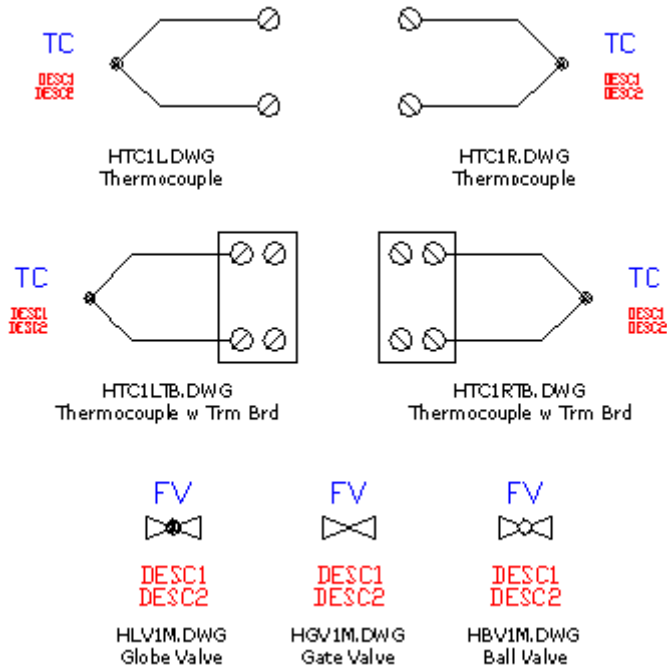 TC
DESC1
DESC2
HTC1L.DWG
Thermocouple
TC
DESC1
DESC2
HTC1R.DWG
Thermocouple
TC
DESC1
DESC2
HTC1LTB.DWG
Thermocouple w Trm Brd
TC
DESC1
DESC2
HTC1RTB.DWG
Thermocouple w Trm Brd
FV
DESC1
DESC2
HLV1M.DWG
Globe Valve
FV
DESC1
DESC2
HGV1M.DWG
Gate Valve
FV
DESC1
DESC2
HBV1M.DWG
Ball Valve